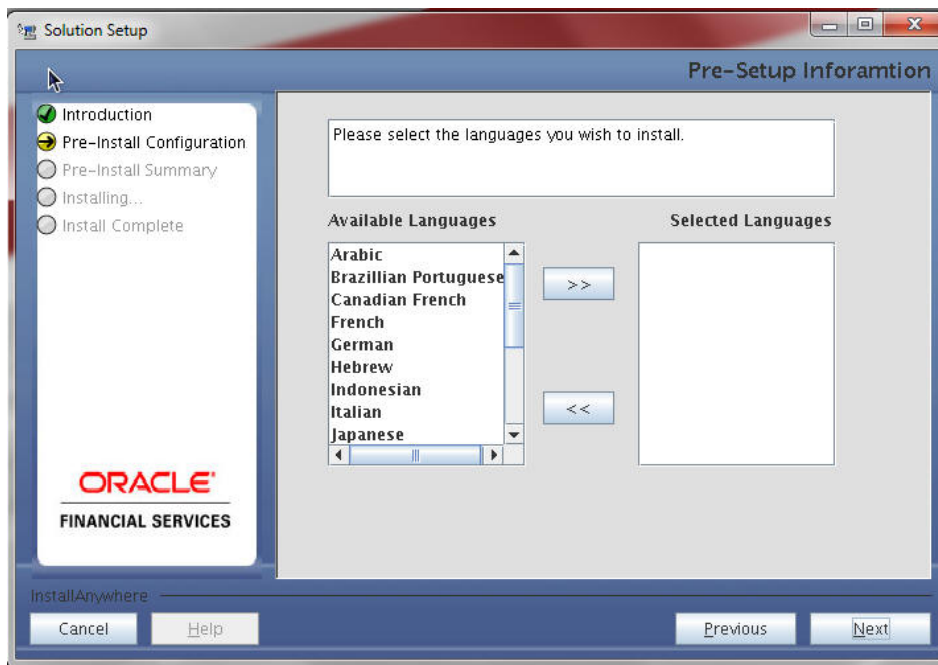 Solution Setup
Pre-Setup Inforamtion
Introduction
Pre-Install Configuration
Pre-Install Summary
Installing...
Install Complete
ORACLE'
FINANCIAL SERVICES
Please select the languages you wish to install.
Available Languages
Selected Languages
Arabic
Brazillian Portuguese
Canadian French
French
German
Hebrew
Indonesian
Italian
Japanese
>>
<<
InstallAnywhere
Cancel
Help
Previous
Next